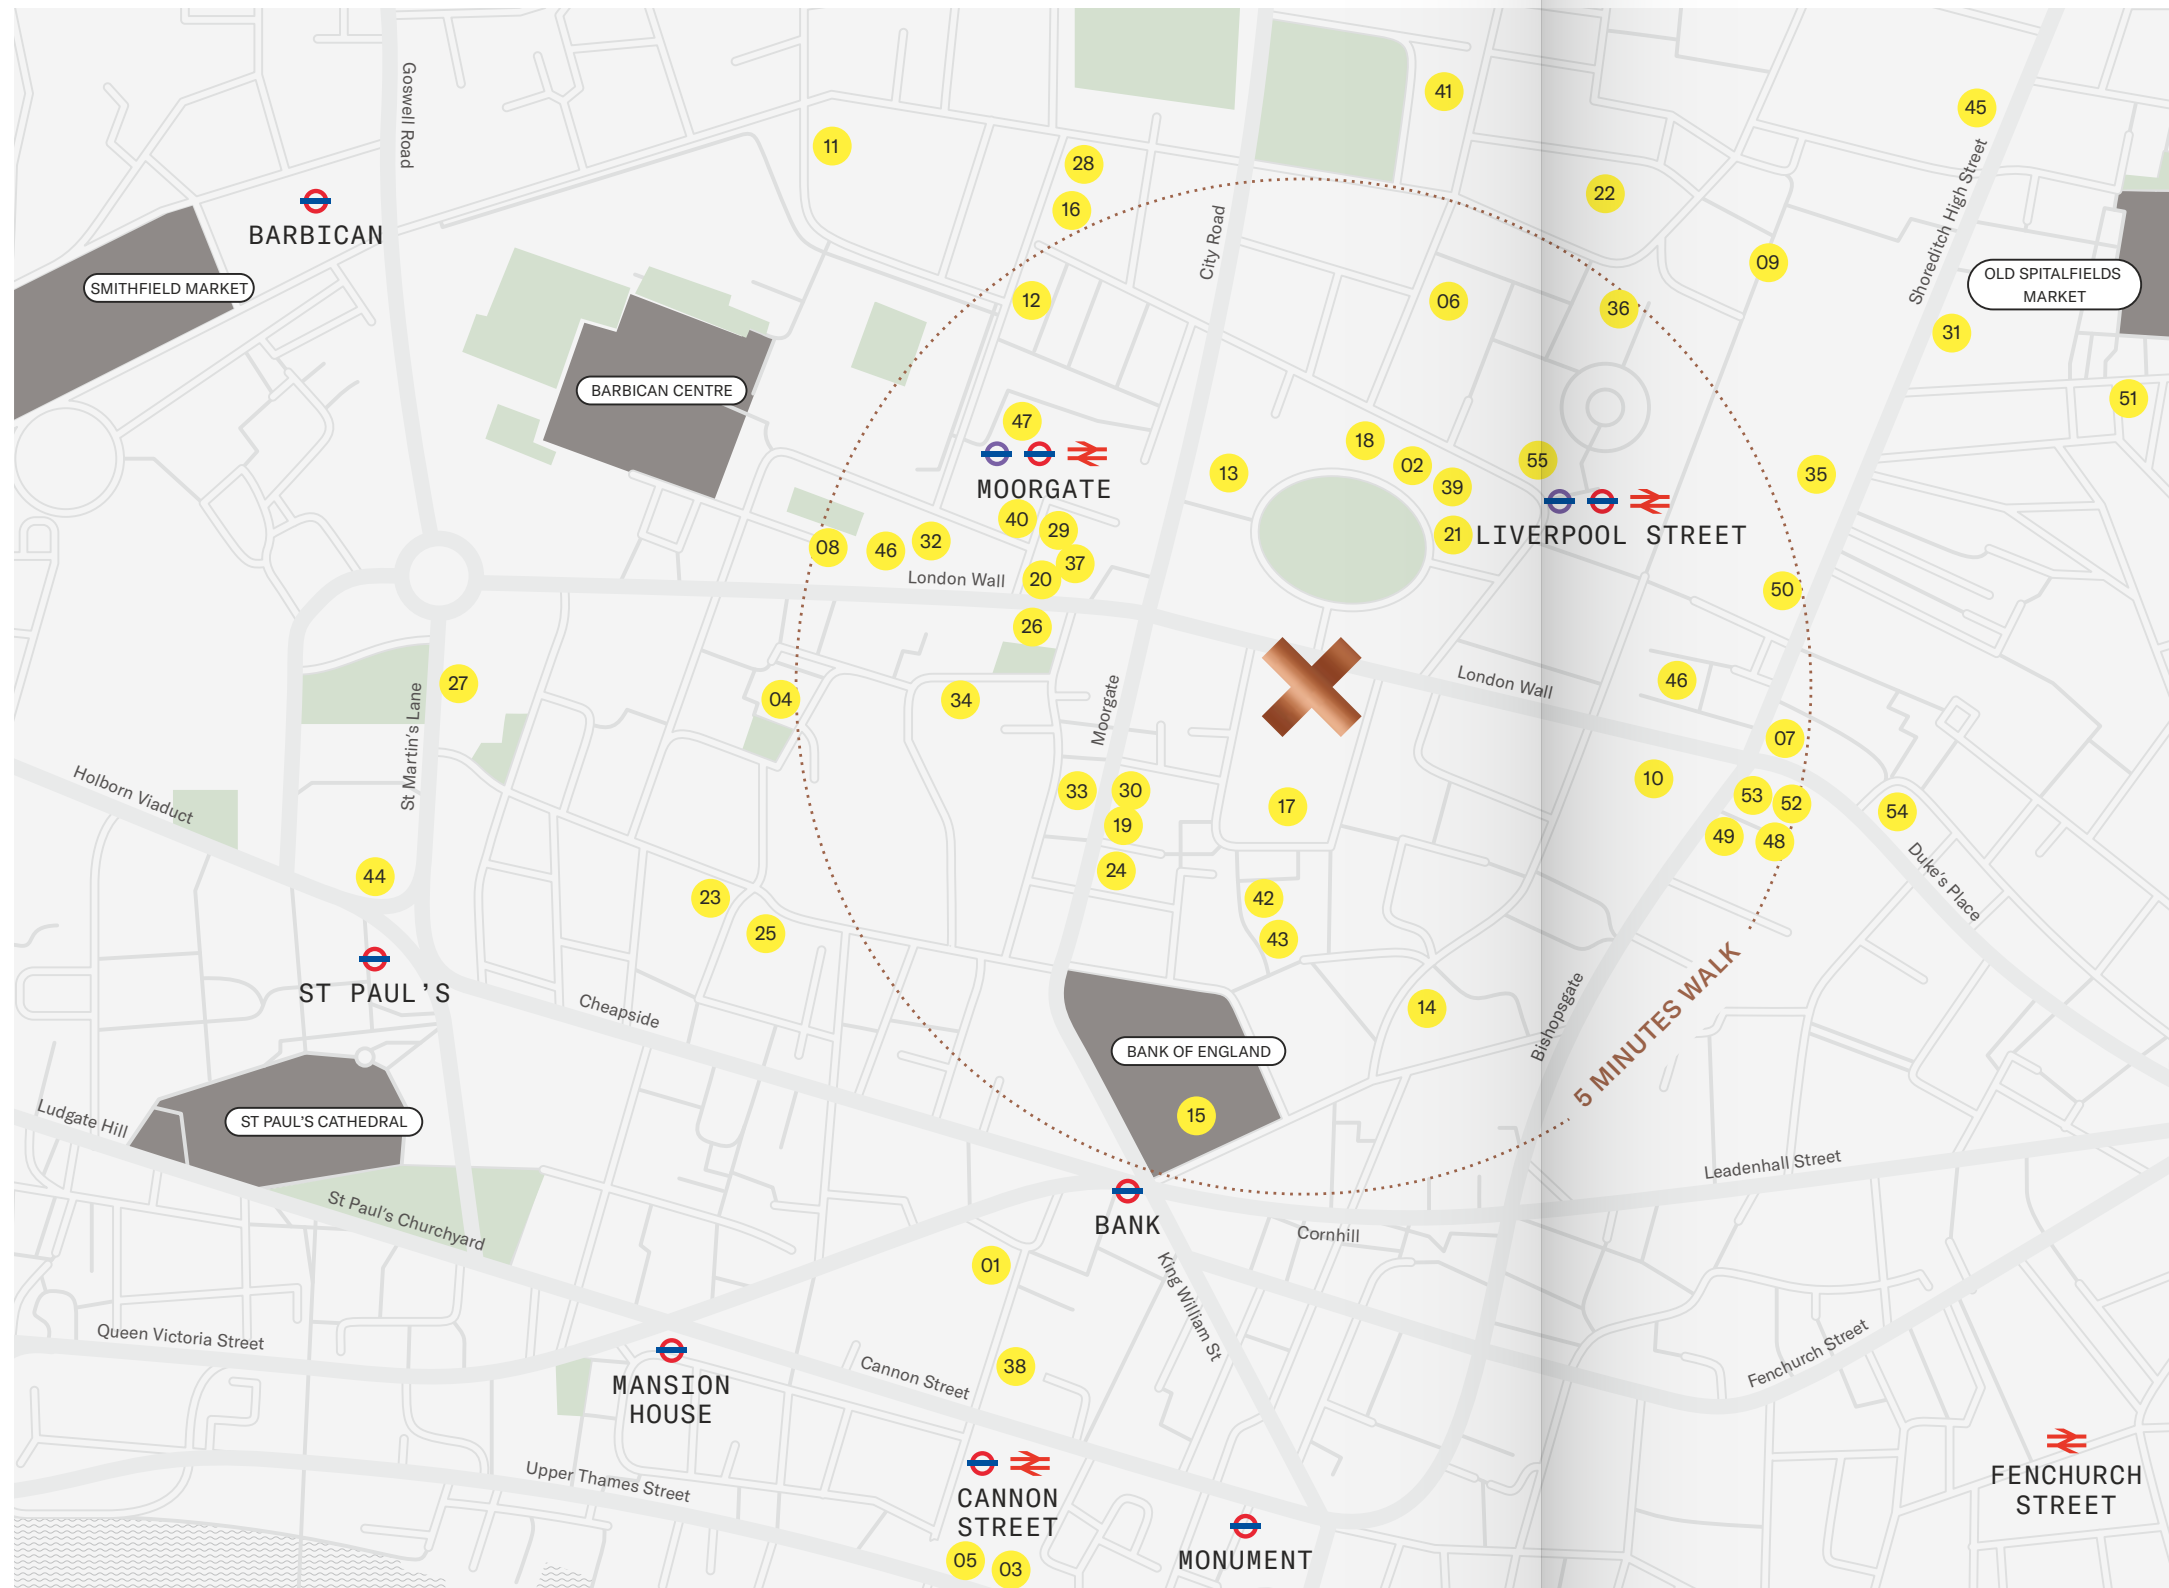 41
45
Goswell Road
11
28
22
BARBICAN
16
City Road
Shoreditch High Street
09
SMITHFIELD MARKET
OLD SPITALFIELDS
MARKET
12
06
36
31
BARBICAN CENTRE
51
47
18
02
55
13
39
35
MOORGATE
40
29
21
LIVERPOOL STREET
08
46
32
37
20
London Wall
50
26
27
04
34
St Martin's Lane
Moorgate
London Wall
46
07
Holborn Viaduct
33
30
17
10
53
52
54
19
49
48
44
24
Duke's Place
23
42
25
43
ST PAUL'S
Cheapside
14
Bishopsgate
5 MINUTES WALK
BANK OF ENGLAND
15
Ludgate Hill
ST PAUL'S CATHEDRAL
Leadenhall Street
St Paul's Churchyard
BANK
Cornhill
01
King William St
Queen Victoria Street
38
Cannon Street
Fenchurch Street
MANSION
HOUSE
Upper Thames Street
CANNON
STREET
FENCHURCH
STREET
MONUMENT
05
03